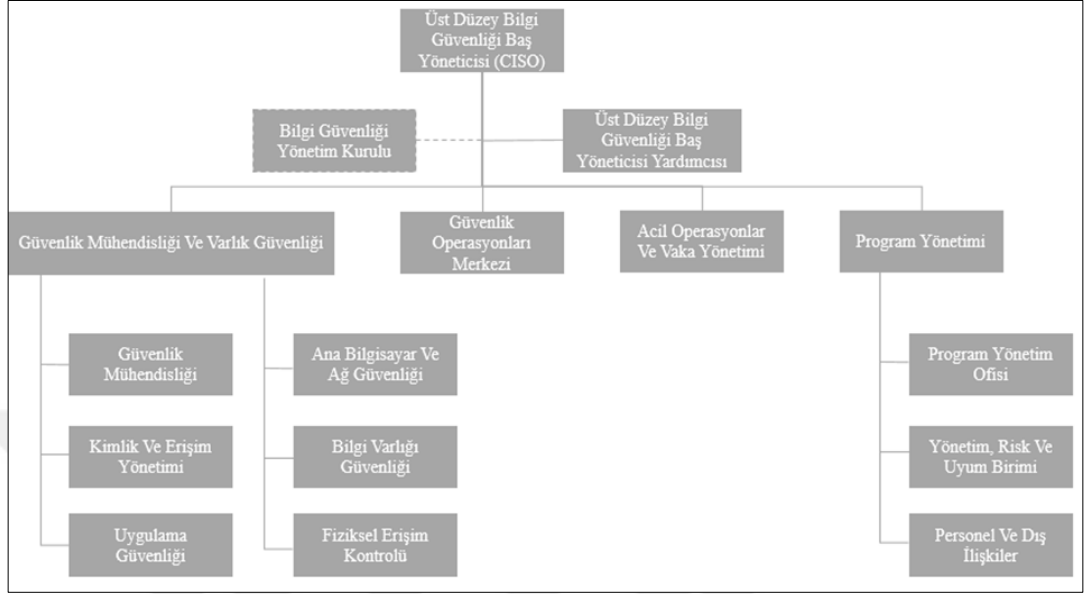 Üst Düzey Bilgi
Güvenliği Baş
Yöneticisi (CISO)
Bilgi Güvenliği
Yönetim Kurulu
Üst Düzey Bilgi
Güvenliği Baş
Yöneticisi Yardımcısı
Güvenlik Mühendisliği Ve Varlık Güvenliği
Güvenlik
Operasyonları
Merkezi
Acil Operasyonlar
Ve Vaka Yönetimi
Program Yönetimi
Güvenlik
Mühendisliği
Ana Bilgisayar Ve
Ağ Güvenliği
Program Yönetim
Ofisi
Kimlik Ve Erişim
Yönetimi
Bilgi Varlığı
Güvenliği
Yönetim, Risk Ve
Uyum Birimi
Uygulama
Güvenliği
Fiziksel Erişim
Kontrolü
Personel Ve Dış
İlişkiler